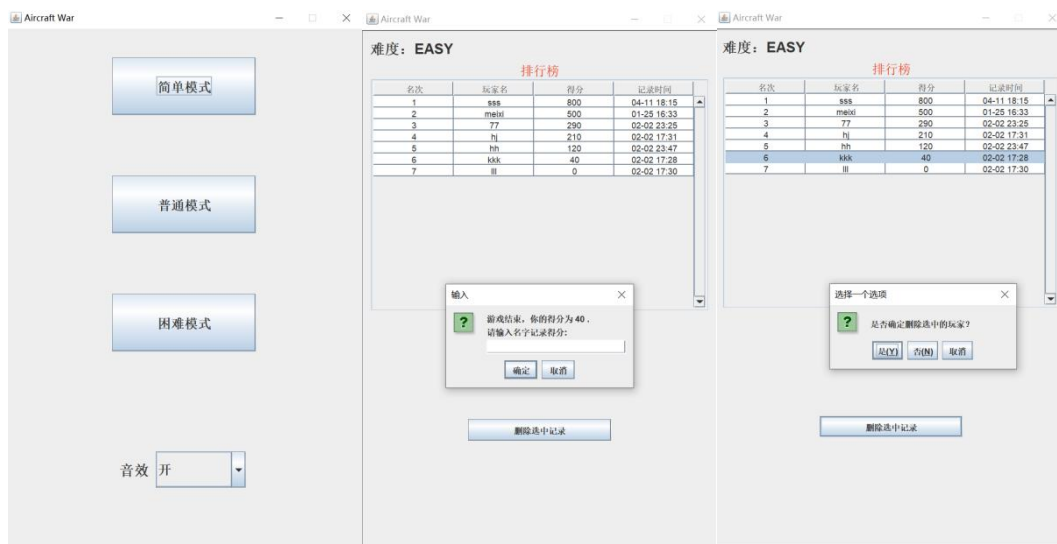 Aircraft War
简单模式
普通模式
困难模式
音效 开
Aircraft War
难度：EASY
排行榜
名次 玩家名 得分 记录时间
1 sss 800 04-11 18:15
2 meixi 500 01-25 16:33
3 77 290 02-02 23:25
4 hj 210 02-02 17:31
5 hh 120 02-02 23:47
6 kkk 40 02-02 17:28
7 lll 0 02-02 17:30
输入
游戏结束，你的得分为 40 .
请输入名字记录得分:
确定 取消
删除选中记录
Aircraft War
难度：EASY
排行榜
名次 玩家名 得分 记录时间
1 sss 800 04-11 18:15
2 meixi 500 01-25 16:33
3 77 290 02-02 23:25
4 hj 210 02-02 17:31
5 hh 120 02-02 23:47
6 kkk 40 02-02 17:28
7 lll 0 02-02 17:30
选择一个选项
是否确定删除选中的玩家?
是(Y) 否(N) 取消
删除选中记录